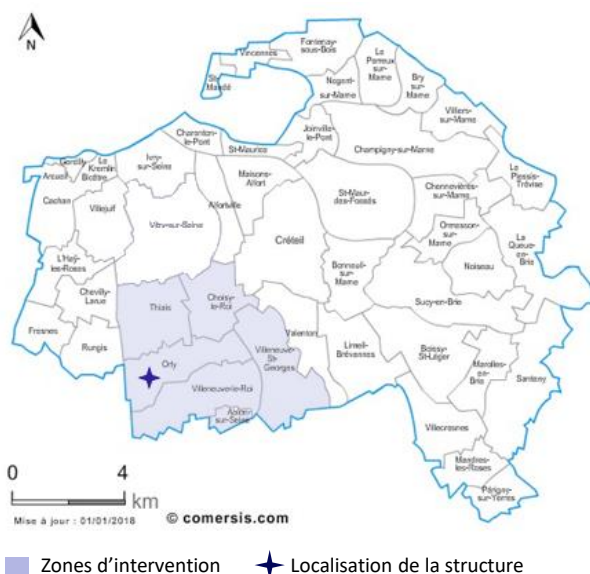 N
Fontenay-
sous-Bois
Vincennes
St-
Mandé
Le
Perreux
sur-
Marne
Nogent-
sur-Marne
Bry
sur-
Marne
Villiers-
sur-Marne
Charenton-
le-Pont
St-Maurice
Joinville-
le-Pont
Champigny-sur-Marne
Le
Plessis-
Trévise
Gentilly
Le
Kremlin-
Bicêtre
Arcueil
Ivry-
sur-Seine
Maisons-
Alfort
Cachan
Villejuif
Vitry-sur-Seine
Alfortville
Créteil
St-Maur-
des-Fossés
Chennevières-
sur-Marne
Ormesson-
sur-
Marne
Noiseau
La
Queue-
en-Brie
L'Haÿ-
les-Roses
Chevilly-
Larue
Bonneuil-
sur-
Marne
Sucy-en-Brie
Fresnes
Rungis
Thiais
Choisy-
le-Roi
Orly
Villeneuve-
St-
Georges
Valenton
Limeil-
Brévannes
Boissy-
St-Léger
Marolles-
en-
Brie
Santeny
Villeneuve-le-Roi
Ablon-
sur-Seine
Villecresnes
Mandres-
les-Roses
Périgny-
sur-Yerres
0 4
km
Mise à jour : 01/01/2018 © comersis.com
Zones d'intervention Localisation de la structure